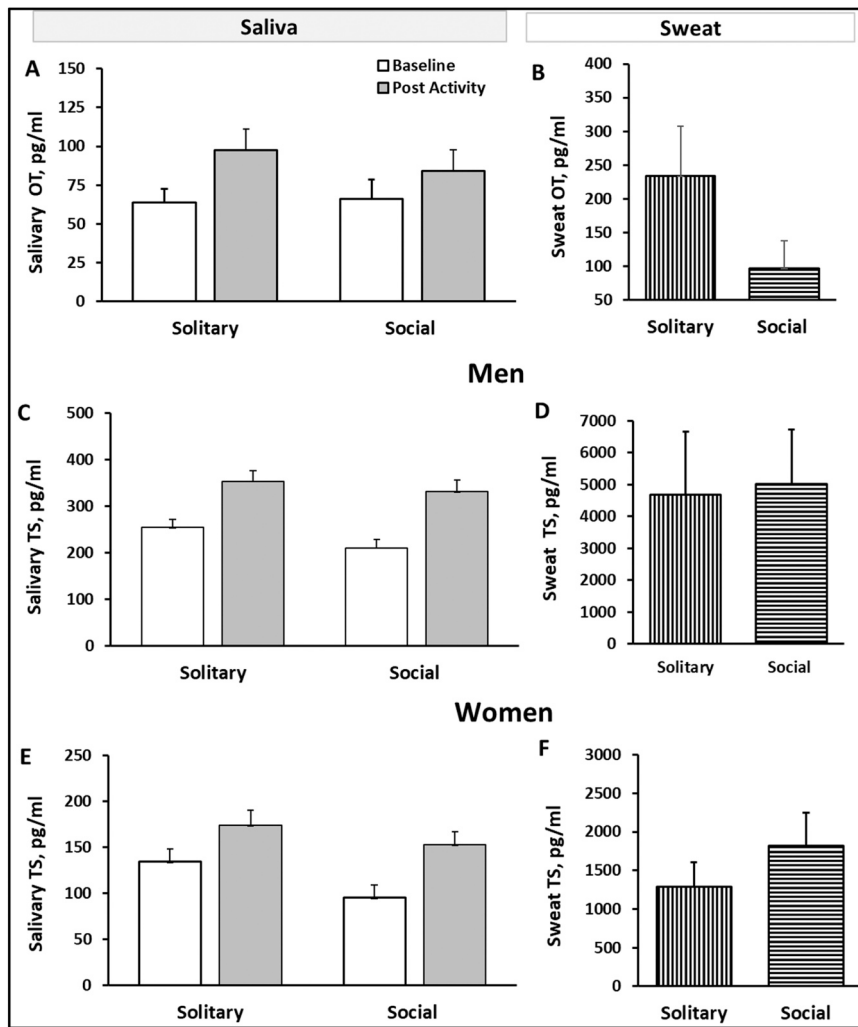 Saliva
Sweat
A
Baseline
Post Activity
Salivary OT, pg/ml
150
125
100
75
50
25
0
Solitary
Social
B
Sweat OT, pg/ml
400
350
300
250
200
150
100
50
Solitary
Social
Men
C
Salivary TS, pg/ml
500
400
300
200
100
0
Solitary
Social
D
Sweat TS, pg/ml
7000
6000
5000
4000
3000
2000
1000
0
Solitary
Social
Women
E
Salivary TS, pg/ml
250
200
150
100
50
0
Solitary
Social
F
Sweat TS, pg/ml
3000
2500
2000
1500
1000
500
0
Solitary
Social